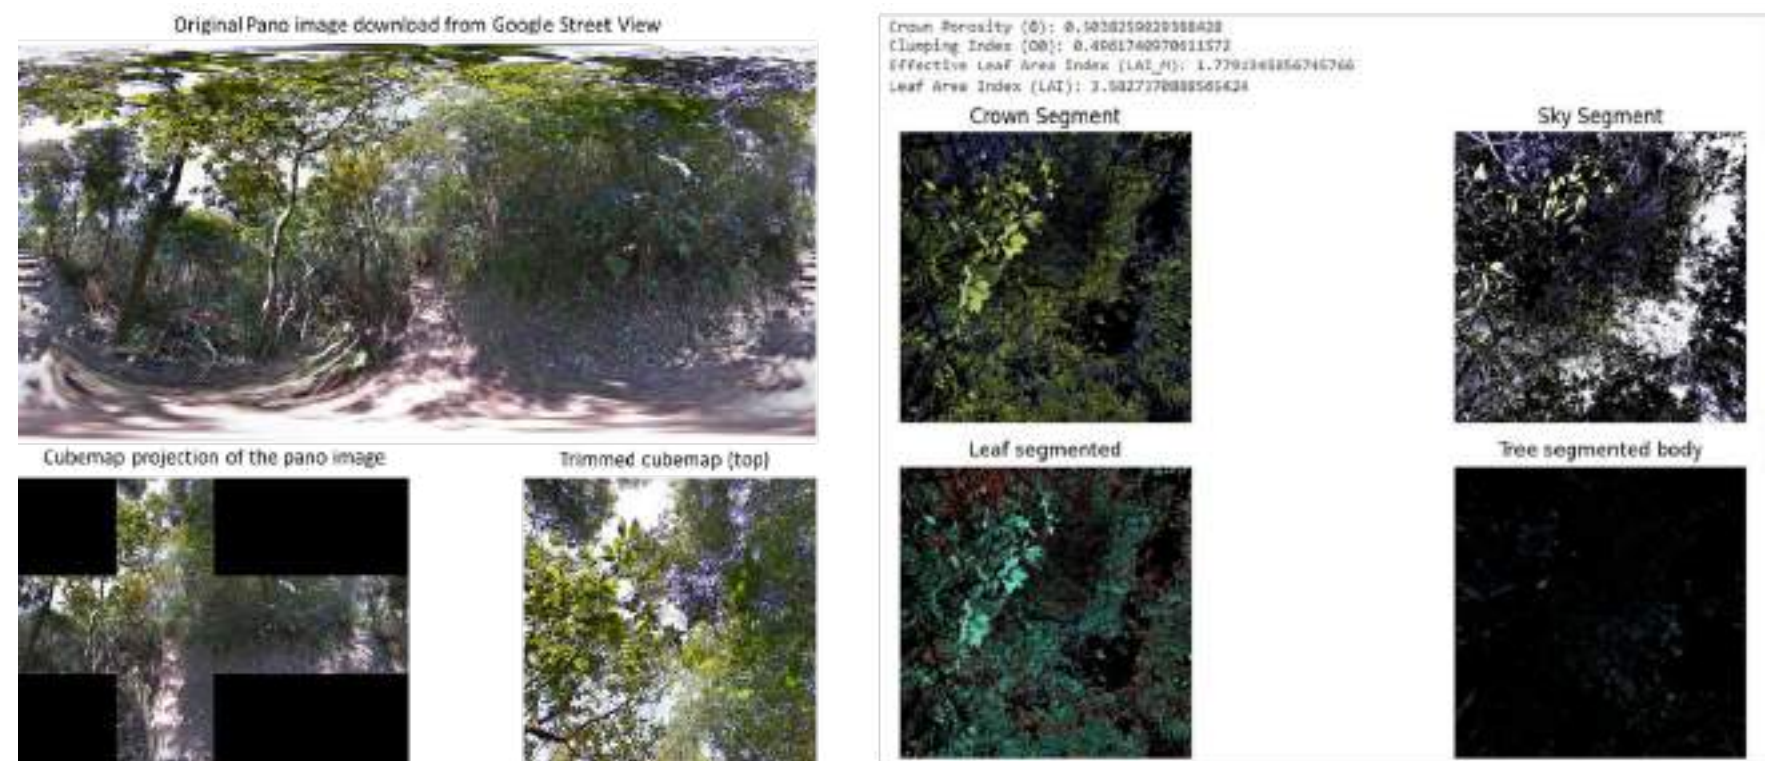 Original Pano image download from Google Street View
Cubemap projection of the pano image
Trimmed cubemap (top)
Crown Porosity
Clumping Index
Effective Leaf Area Index
Leaf Area Index (LAI):
Crown Segment
Sky Segment
Leaf segmented
Tree segmented body